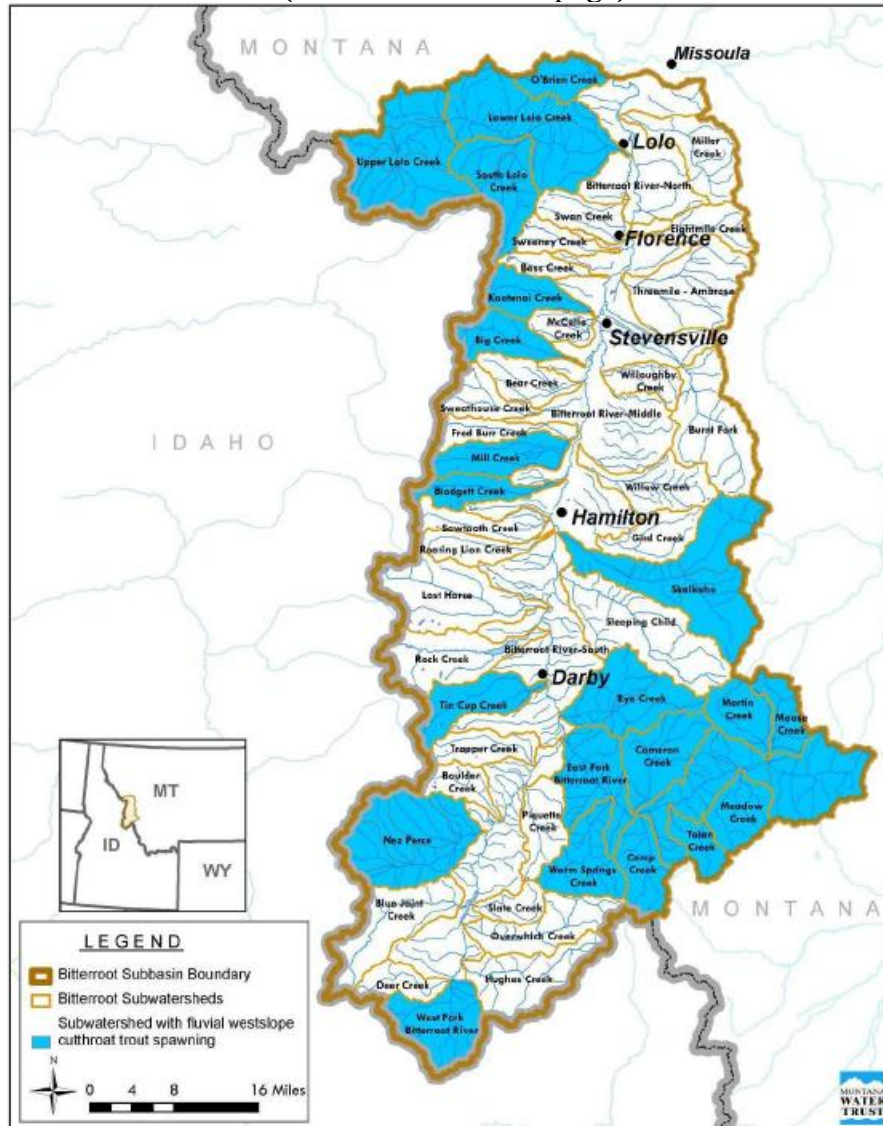 MONTANA
Missoula
O'Brien Creek
Lower Lolo Creek
Lolo
Miller
Creek
Upper Lolo Creek
South Lolo
Creek
Bitterroot River-North
Swan Creek
Eightmile Creek
Florence
Sweeney Creek
Bass Creek
Threemile - Ambrose
Kootenai Creek
McCalla
Creek
Stevensville
Big Creek
Willoughby
Creek
Bear Creek
Sweathouse Creek
Bitterroot River-Middle
Burnt Fork
Fred Burr Creek
IDAHO
Mill Creek
Willow Creek
Blodgett Creek
Hamilton
Sawtooth Creek
Gird Creek
Roaring Lion Creek
Skalkaho
Lost Horse
Sleeping Child
Bitterroot River-South
Rock Creek
Darby
Tin Cup Creek
Rye Creek
Martin
Creek
Moose
Creek
Trapper Creek
Cameron
Creek
East Fork
Bitterroot River
Boulder
Creek
Meadow
Creek
Piquette
Creek
Tolan
Creek
Nez Perce
Camp
Creek
Warm Springs
Creek
MT
ID
WY
Blue Joint
Creek
Slate Creek
MONTANA
Overwhich Creek
Deer Creek
Hughes Creek
West Fork
Bitterroot River
LEGEND
Bitterroot Subbasin Boundary
Bitterroot Subwatersheds
Subwatershed with fluvial westslope
cutthroat trout spawning
N
0 4 8 16 Miles
MONTANA
WATER
TRUST